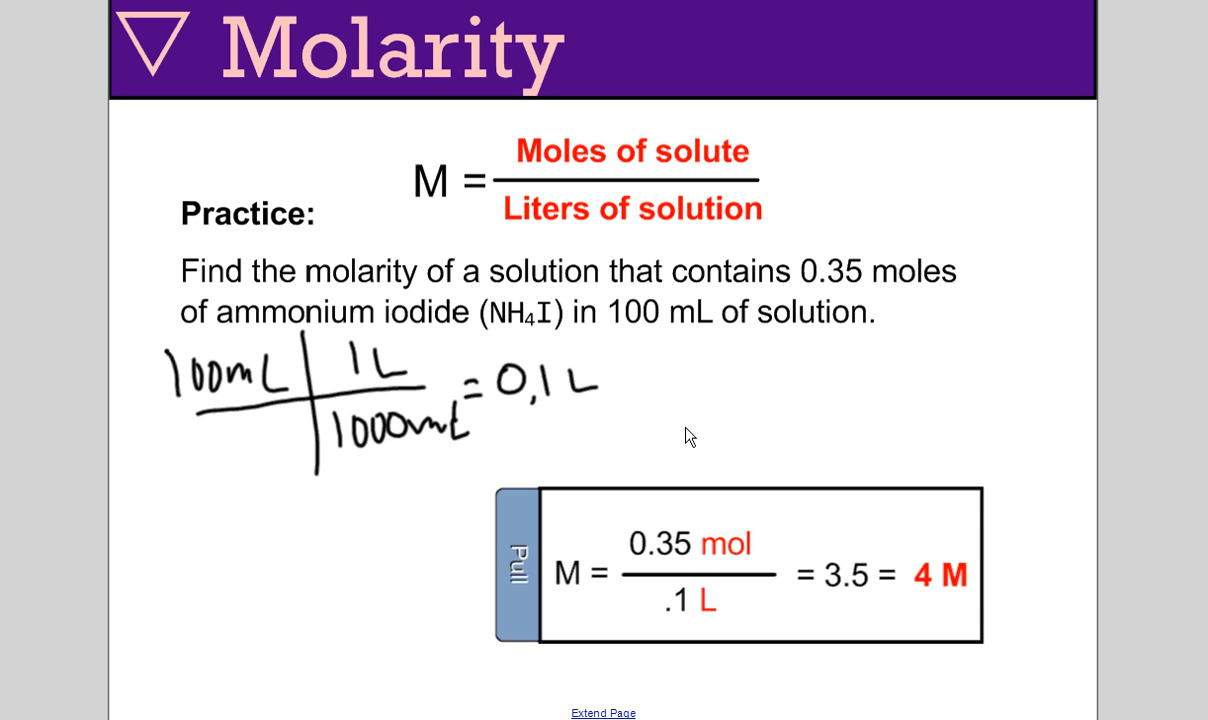 Molarity
M = Moles of solute / Liters of solution
Practice:
Find the molarity of a solution that contains 0.35 moles
of ammonium iodide (NH₄I) in 100 mL of solution.
100mL | 1L
1000mL
= 0.1L
Pull
M = 0.35 mol / .1 L = 3.5 = 4 M
Extend Page